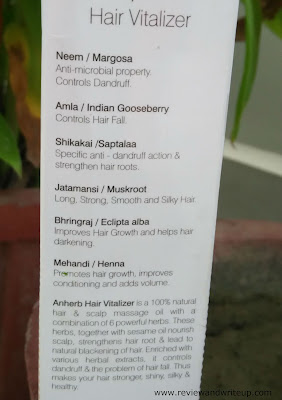 Hair Vitalizer
Neem / Margosa
Anti-microbial property.
Controls Dandruff.
Amla / Indian Gooseberry
Controls Hair Fall.
Shikakai /Saptalaa
Specific anti - dandruff action &
strengthen hair roots.
Jatamansi / Muskroot
Long, Strong, Smooth and Silky Hair.
Bhringraj / Eclipta alba
Improves Hair Growth and helps hair
darkening.
Mehandi / Henna
Promotes hair growth, improves
conditioning and adds volume.
Anherb Hair Vitalizer is a 100% natural
hair & scalp massage oil with a
combination of 6 powerful herbs. These
herbs, together with sesame oil nourish
scalp, strengthens hair root & lead to
natural blackening of hair. Enriched with
various herbal extracts, it controls
dandruff & the problem of hair fall. Thus
makes your hair stronger, shiny, silky &
healthy.
www.reviewandwriteup.com